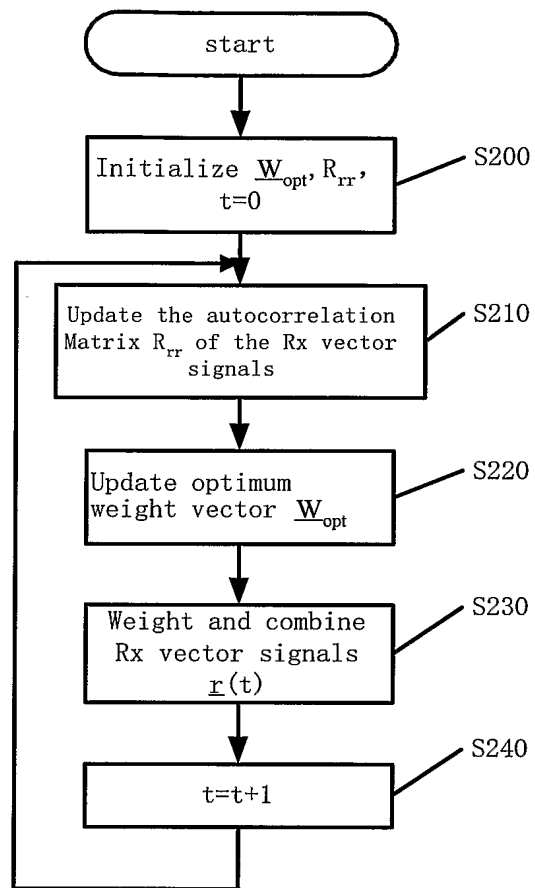 start
Initialize W_opt, R_rr,
t=0
S200
Update the autocorrelation
Matrix R_rr of the Rx vector
signals
S210
Update optimum
weight vector W_opt
S220
Weight and combine
Rx vector signals
r(t)
S230
t=t+1
S240